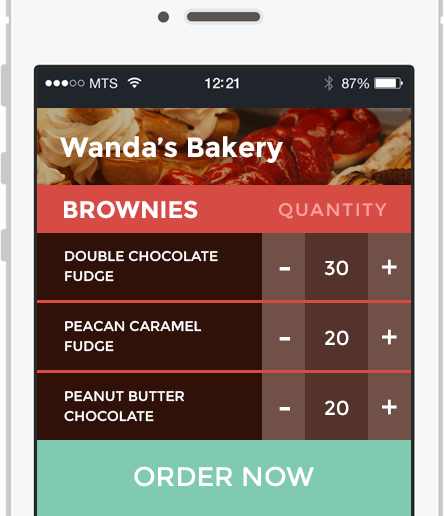 MTS 12:21 87%
Wanda's Bakery
BROWNIES QUANTITY
DOUBLE CHOCOLATE
FUDGE
- 30 +
PEACAN CARAMEL
FUDGE
- 20 +
PEANUT BUTTER
CHOCOLATE
- 20 +
ORDER NOW